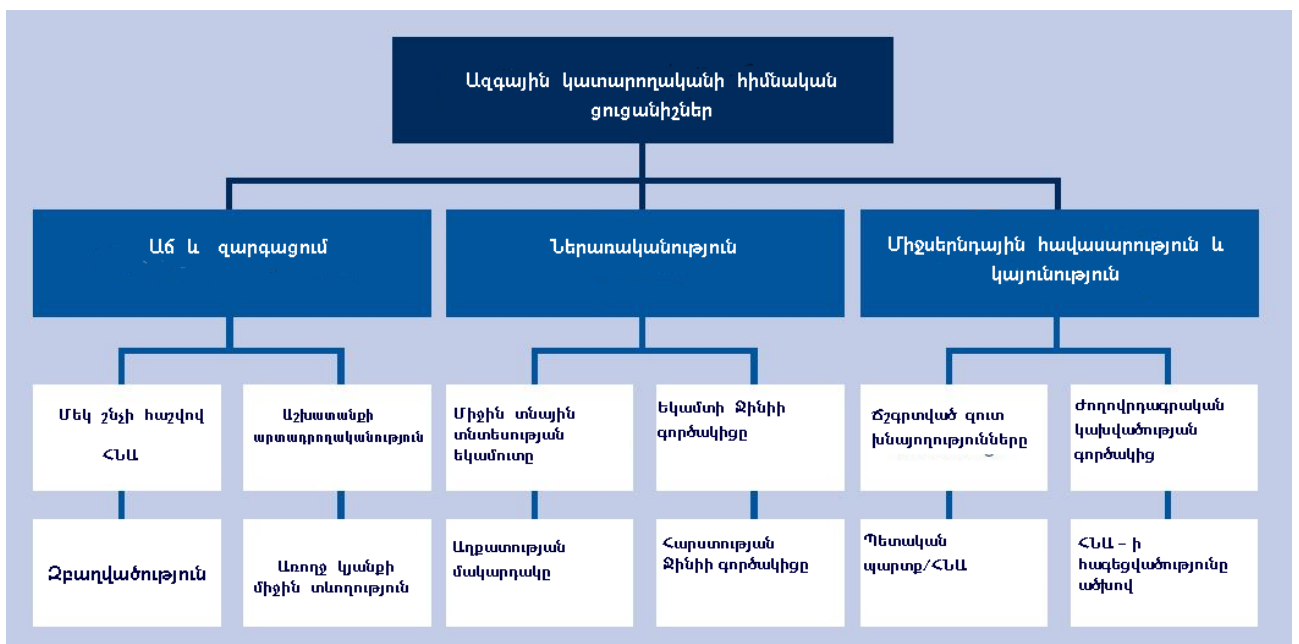 Ազգային կատարողականի հիմնական
ցուցանիշներ
Աճ և զարգացում
Ներառականություն
Միջսերնդային հավասարություն և
կայունություն
Մեկ շնչի հաշվով
ՀՆԱ
Աշխատանքի
արտադրողականություն
Միջին տնային
տնտեսության
եկամուտը
Եկամտի Ջինիի
գործակիցը
Ճշգրտված զուտ
խնայողությունները
Ժողովրդագրական
կախվածության
գործակից
Զբաղվածություն
Առողջ կյանքի
միջին տևողություն
Աղքատության
մակարդակը
Հարստության
Ջինիի գործակիցը
Պետական
պարտք/ՀՆԱ
ՀՆԱ – ի
հագեցվածությունը
ածխով